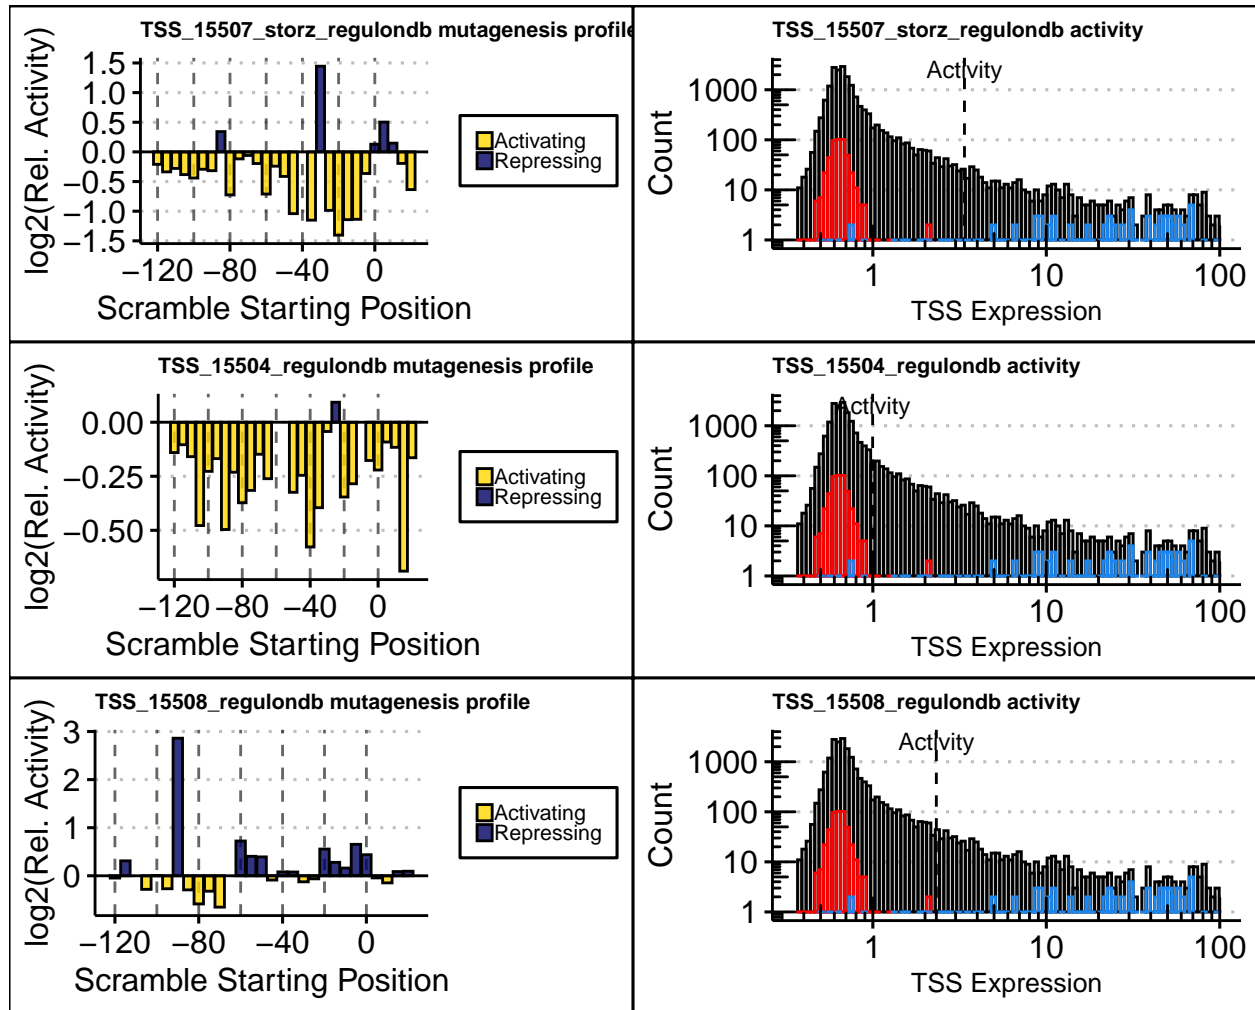 TSS_15507_storz_regulondb mutagenesis profile
log2(Rel. Activity)
1.5
1.0
0.5
0.0
−0.5
−1.0
−1.5
−120 −80 −40 0
Scramble Starting Position
Activating
Repressing
TSS_15507_storz_regulondb activity
Count
1000
100
10
1
Activity
1 10 100
TSS Expression
TSS_15504_regulondb mutagenesis profile
log2(Rel. Activity)
0.00
−0.25
−0.50
−120 −80 −40 0
Scramble Starting Position
Activating
Repressing
TSS_15504_regulondb activity
Count
1000
100
10
1
Activity
1 10 100
TSS Expression
TSS_15508_regulondb mutagenesis profile
log2(Rel. Activity)
3
2
1
0
−120 −80 −40 0
Scramble Starting Position
Activating
Repressing
TSS_15508_regulondb activity
Count
1000
100
10
1
Activity
1 10 100
TSS Expression